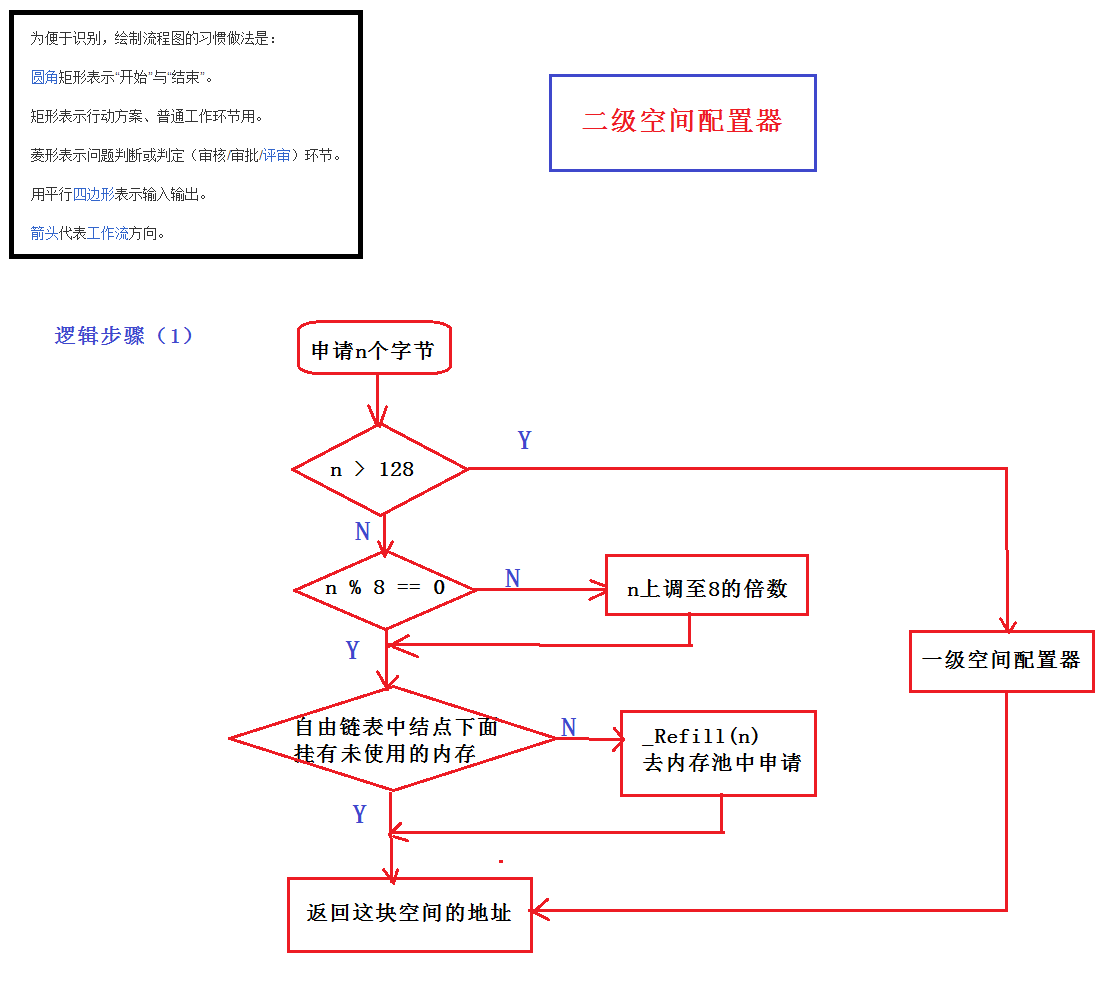 为便于识别，绘制流程图的习惯做法是：
圆角矩形表示“开始”与“结束”。
矩形表示行动方案、普通工作环节用。
菱形表示问题判断或判定（审核/审批/评审）环节。
用平行四边形表示输入输出。
箭头代表工作流方向。
二级空间配置器
逻辑步骤（1）
申请n个字节
Y
n > 128
N
n % 8 == 0
N
n上调至8的倍数
Y
一级空间配置器
自由链表中结点下面
挂有未使用的内存
N
_Refill(n)
去内存池中申请
Y
返回这块空间的地址